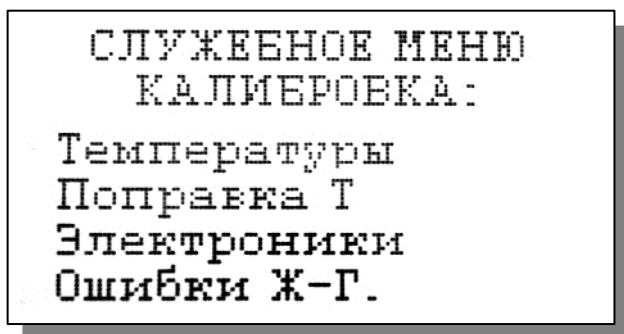 СЛУЖЕБНОЕ МЕНЮ
КАЛИБРОВКА:
Температуры
Поправка Т
Электроники
Ошибки Ж-Г.